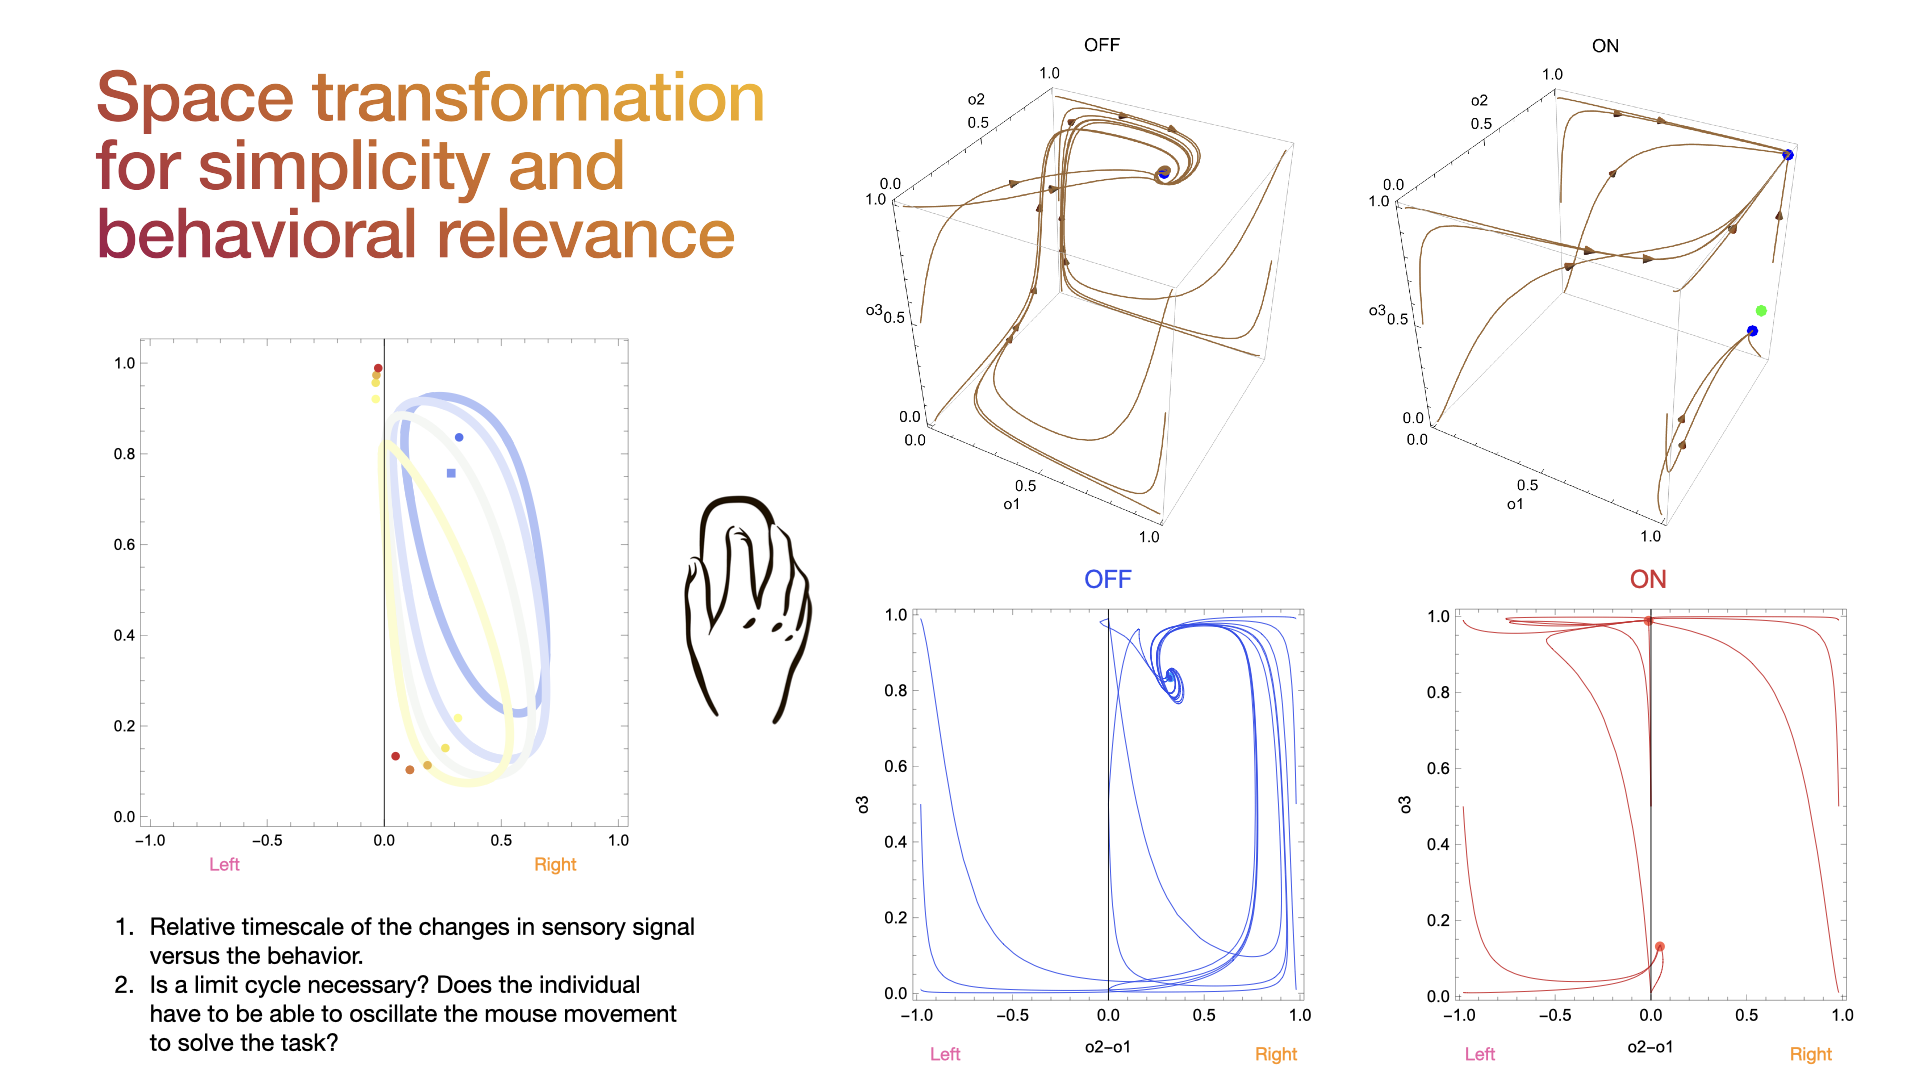 Space transformation
for simplicity and
behavioral relevance
1.0
0.8
0.6
0.4
0.2
0.0
−1.0 −0.5 0.0 0.5 1.0
Left Right
1. Relative timescale of the changes in sensory signal
versus the behavior.
2. Is a limit cycle necessary? Does the individual
have to be able to oscillate the mouse movement
to solve the task?
OFF
1.0
o2
0.5
0.0
1.0
o3 0.5
0.0
0.0
0.5
o1
1.0
ON
1.0
o2
0.5
0.0
1.0
o3 0.5
0.0
0.0
0.5
o1
1.0
OFF
1.0
0.8
0.6
o3
0.4
0.2
0.0
−1.0 −0.5 0.0 0.5 1.0
o2−o1
Left Right
ON
1.0
0.8
0.6
o3
0.4
0.2
0.0
−1.0 −0.5 0.0 0.5 1.0
o2−o1
Left Right